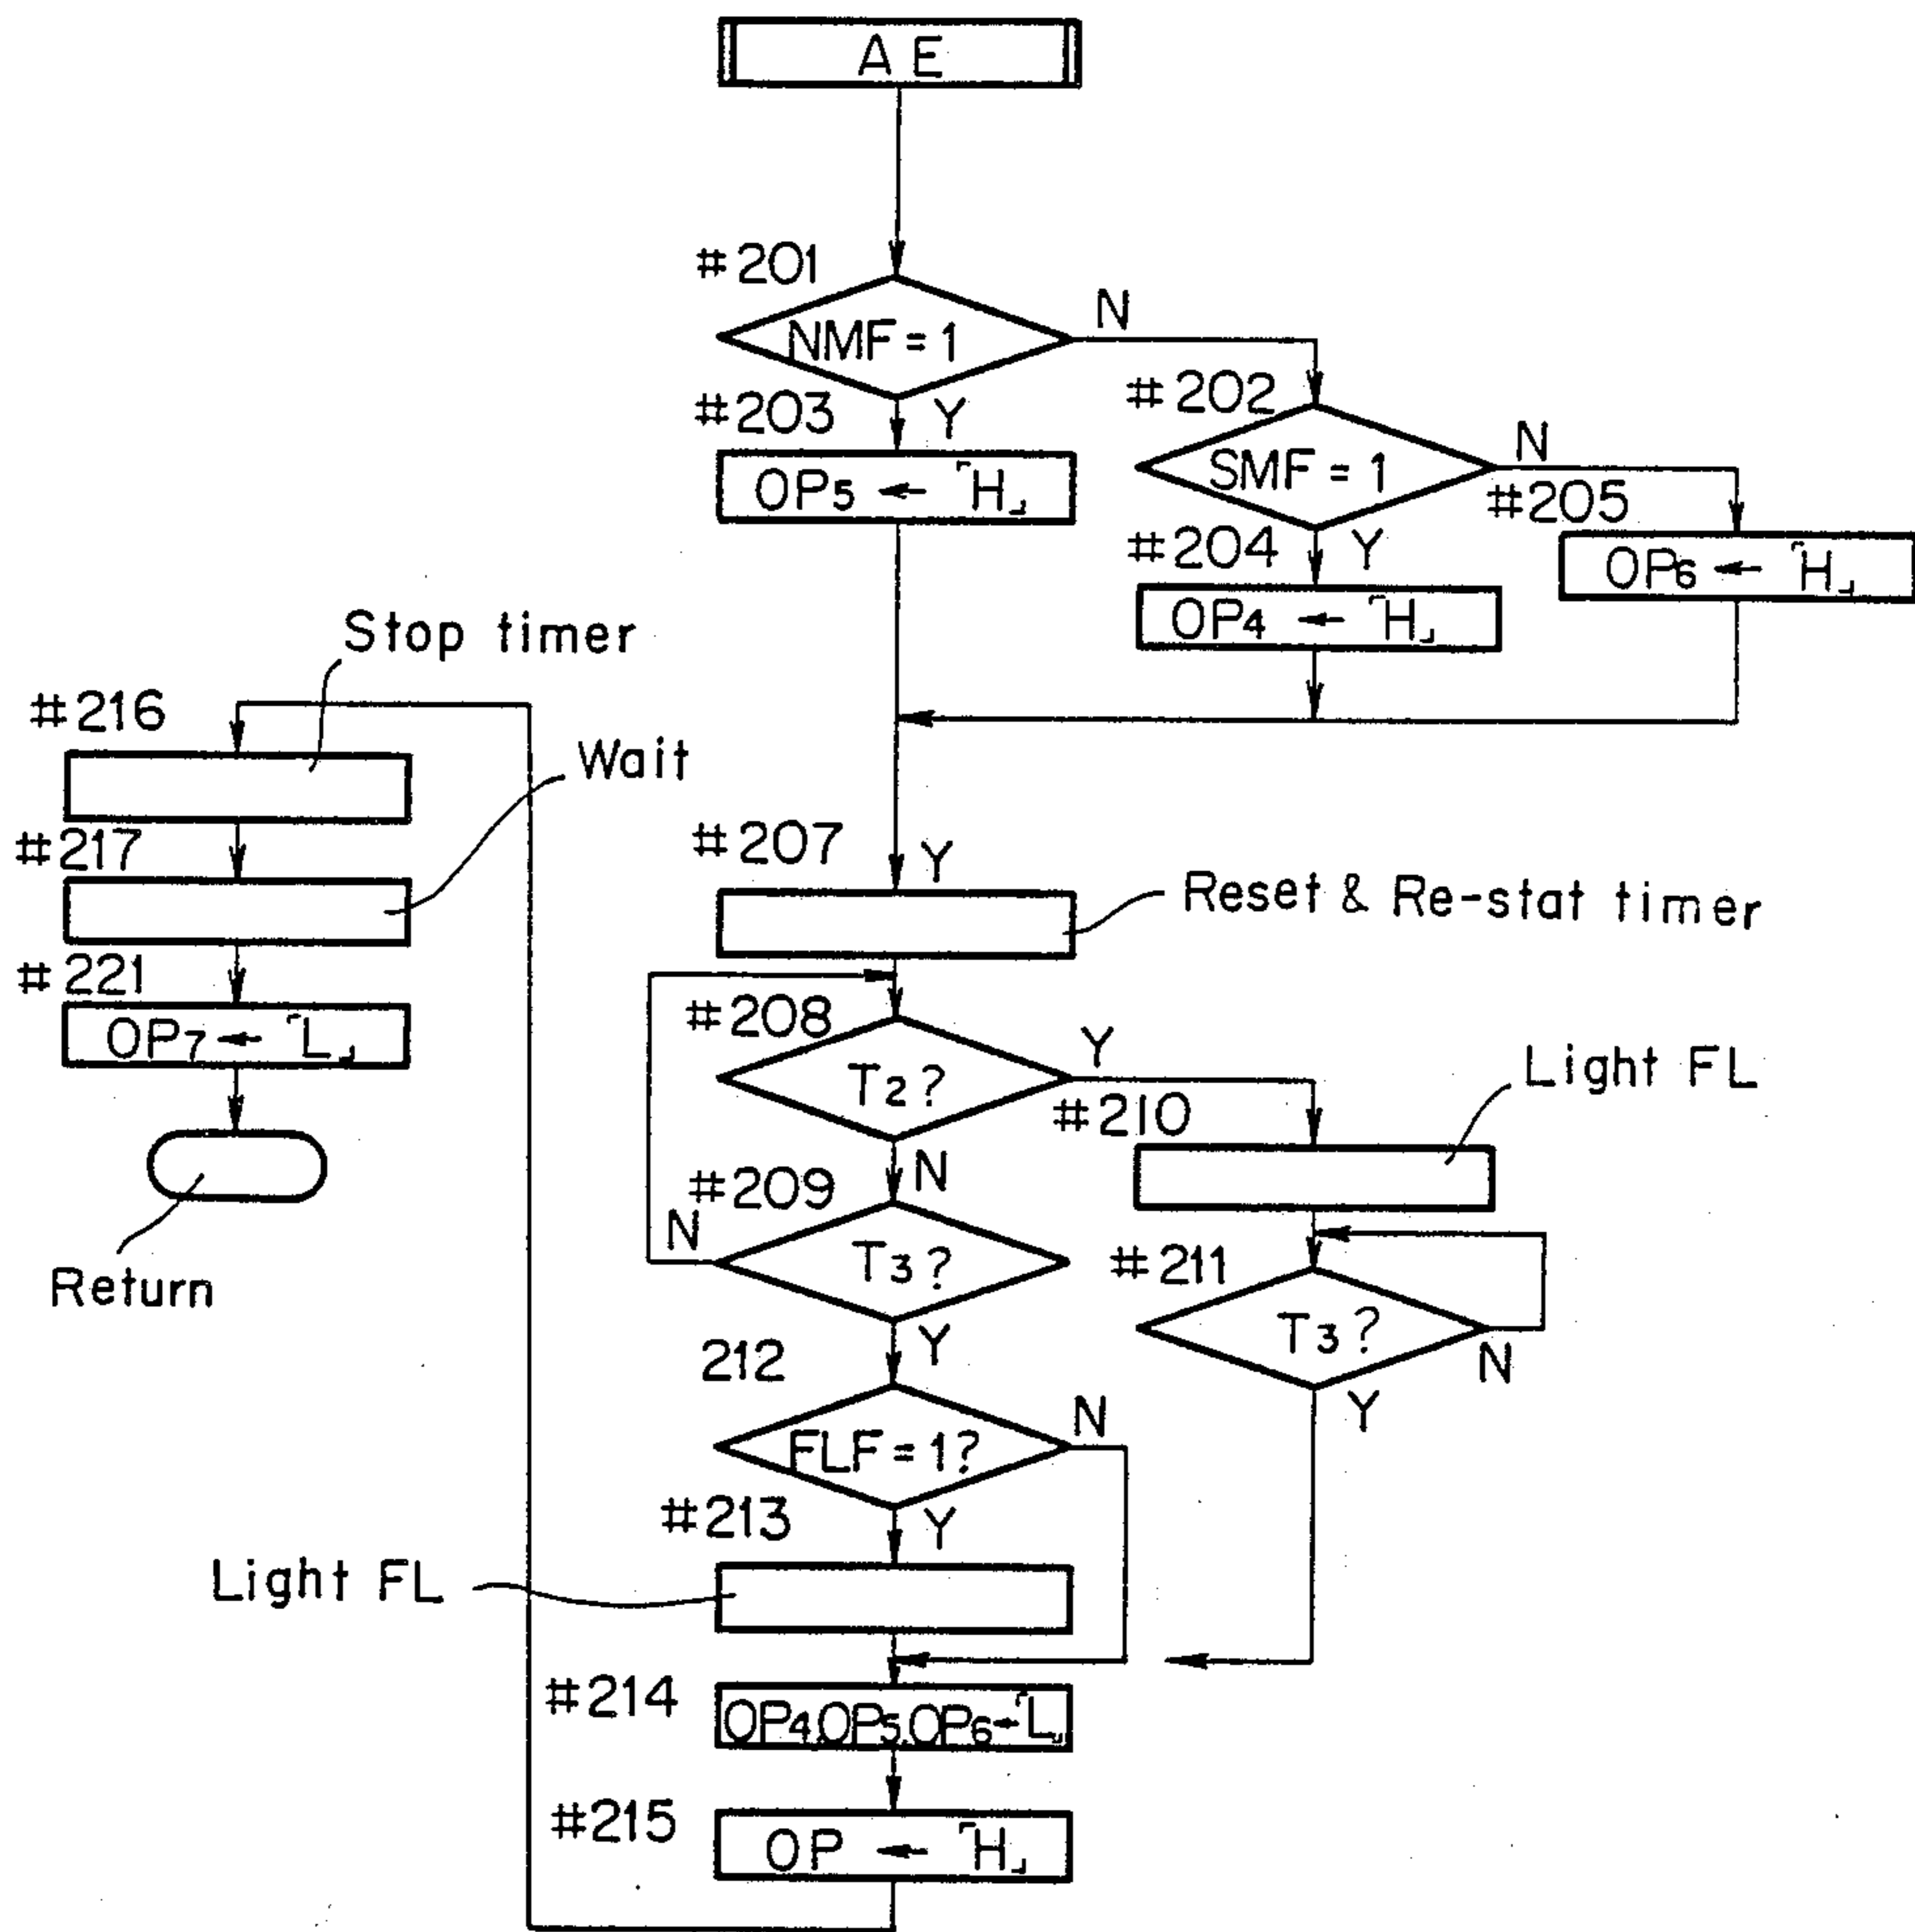 AE
#201
NMF = 1
N
#203
Y
OP5 ← 「H」
#202
SMF = 1
N
#204
Y
OP4 ← 「H」
#205
OP6 ← 「H」
Stop timer
#216
Wait
#217
#221
OP7 ← 「L」
Return
#207
Y
Reset & Re-stat timer
#208
T2?
Y
N
#210
Light FL
#209
T3?
N
Y
#211
T3?
N
Y
212
FLF = 1?
N
Y
#213
Light FL
#214
OP4.OP5.OP6←「L」
#215
OP ← 「H」